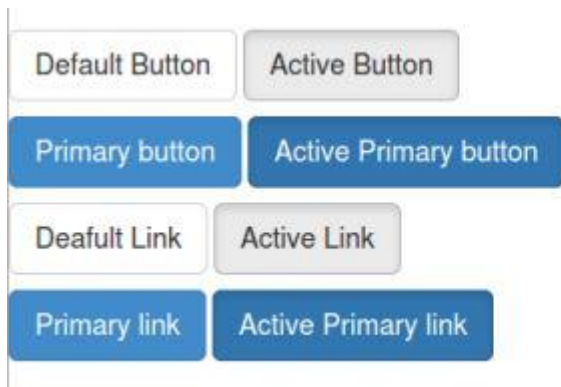 Default Button Active Button
Primary button Active Primary button
Deafult Link Active Link
Primary link Active Primary link